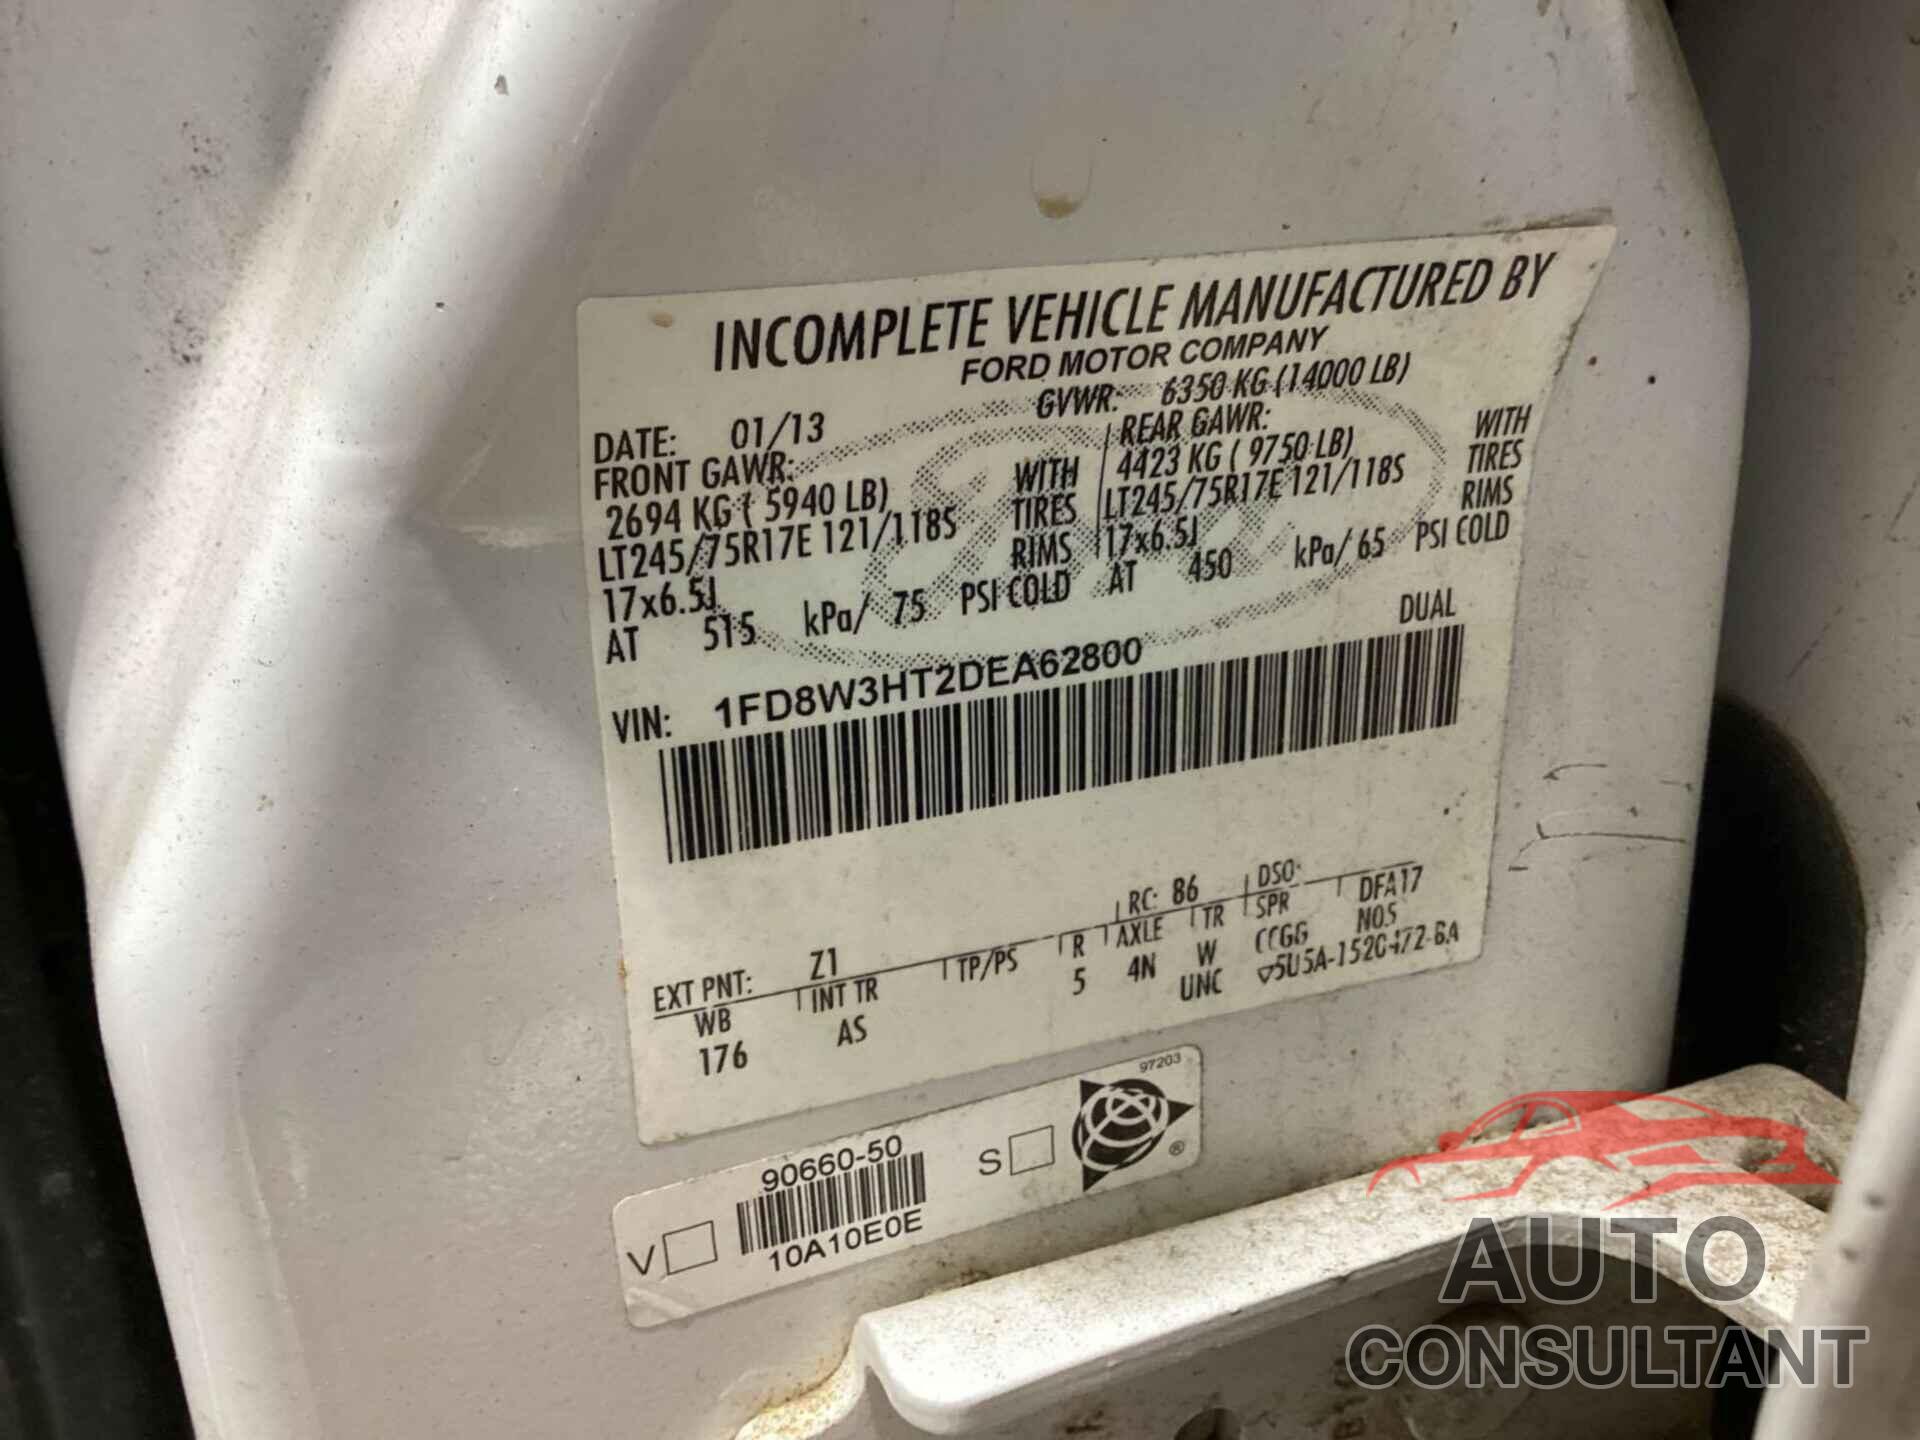 INCOMPLETE VEHICLE MANUFACTURED BY
FORD MOTOR COMPANY
DATE: 01/13 GVWR: 6350 KG (14000 LB)
FRONT GAWR: REAR GAWR:
2694 KG ( 5940 LB) WITH 4423 KG ( 9750 LB) WITH
LT245/75R17E 121/118S TIRES LT245/75R17E 121/118S TIRES
17x6.5J RIMS 17x6.5J RIMS
AT 515 kPa/ 75 PSI COLD AT 450 kPa/ 65 PSI COLD
DUAL
VIN: 1FD8W3HT2DEA62800
EXT PNT: Z1 RC: 86 DSO:
WB INT TR TP/PS R AXLE TR SPR DFA17
176 AS 5 4N W CCGG NO5
UNC
97203
90660-50
V S ®
10A10E0E
AUTO
CONSULTANT